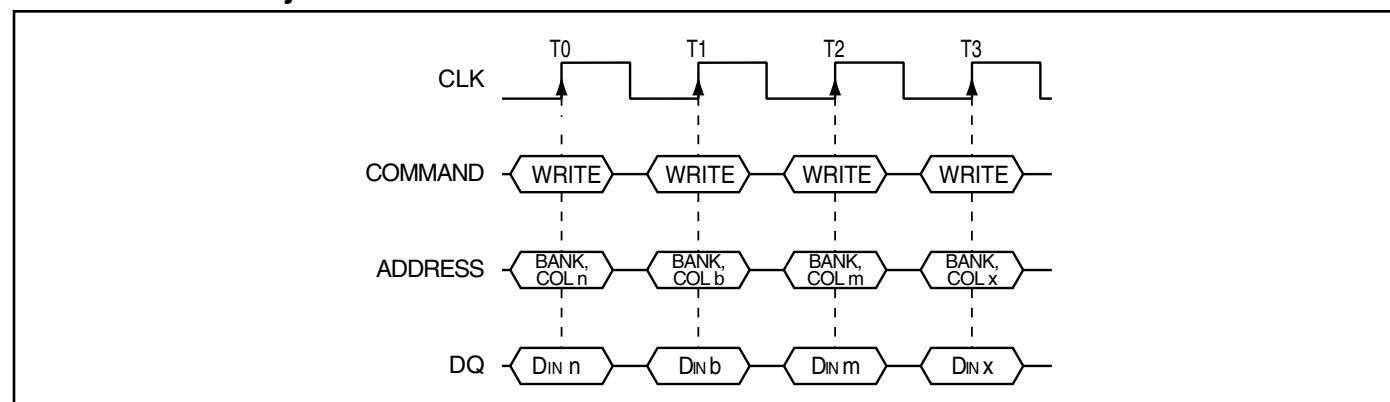 T0 T1 T2 T3
CLK
COMMAND WRITE WRITE WRITE WRITE
ADDRESS BANK, COL n BANK, COL b BANK, COL m BANK, COL x
DQ DIN n DIN b DIN m DIN x